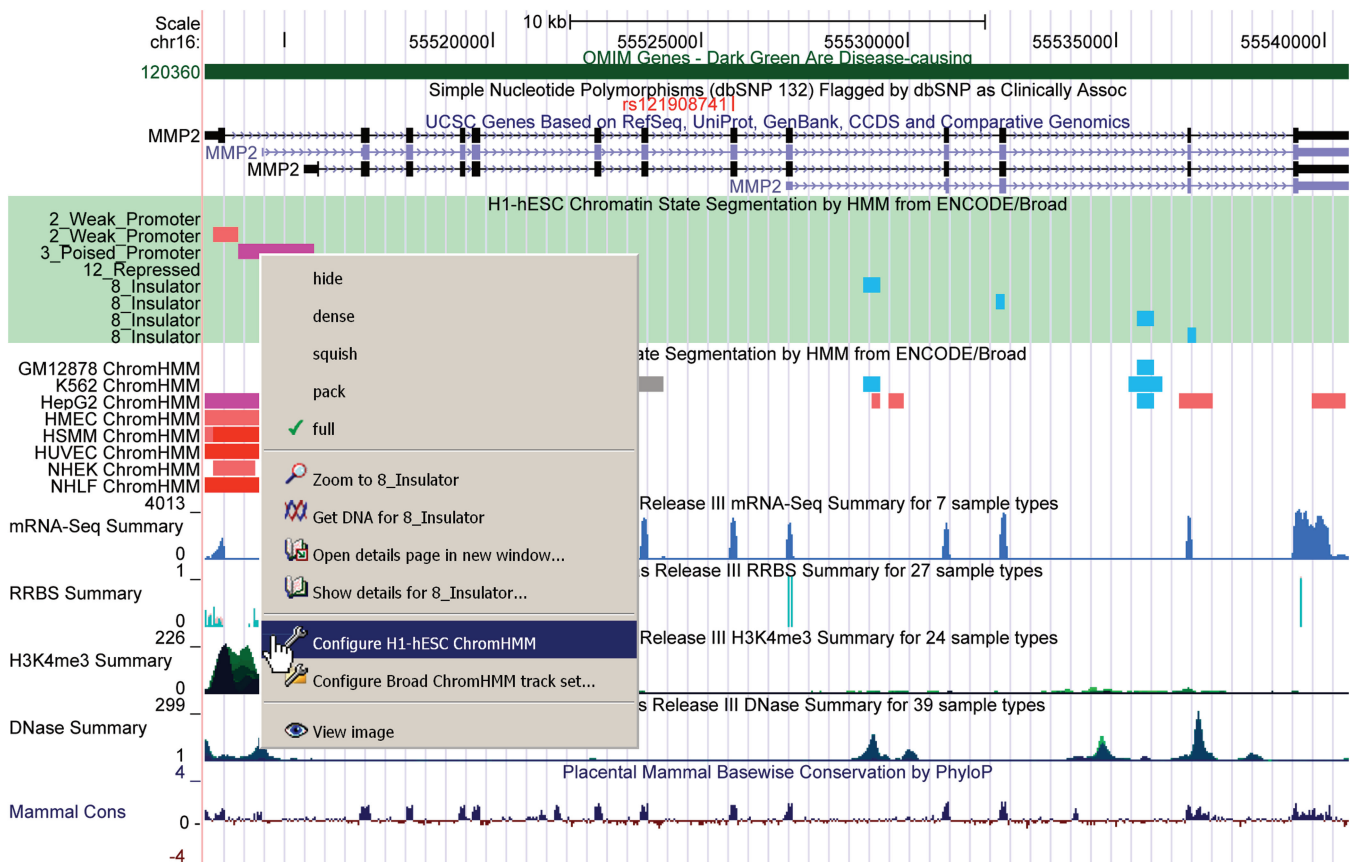 Scale
10 kb
chr16:
55520000
55525000
55530000
55535000
55540000
OMIM Genes - Dark Green Are Disease-causing
120360
Simple Nucleotide Polymorphisms (dbSNP 132) Flagged by dbSNP as Clinically Assoc
rs121908741
UCSC Genes Based on RefSeq, UniProt, GenBank, CCDS and Comparative Genomics
MMP2
MMP2
MMP2
MMP2
H1-hESC Chromatin State Segmentation by HMM from ENCODE/Broad
2_Weak_Promoter
2_Weak_Promoter
3_Poised_Promoter
12_Repressed
8_Insulator
8_Insulator
8_Insulator
8_Insulator
hide
dense
squish
pack
full
Zoom to 8_Insulator
Get DNA for 8_Insulator
Open details page in new window...
Show details for 8_Insulator...
Configure H1-hESC ChromHMM
Configure Broad ChromHMM track set...
View image
ate Segmentation by HMM from ENCODE/Broad
GM12878 ChromHMM
K562 ChromHMM
HepG2 ChromHMM
HMEC ChromHMM
HSMM ChromHMM
HUVEC ChromHMM
NHEK ChromHMM
NHLF ChromHMM
Release III mRNA-Seq Summary for 7 sample types
4013
mRNA-Seq Summary
0
s Release III RRBS Summary for 27 sample types
1
RRBS Summary
0
Release III H3K4me3 Summary for 24 sample types
226
H3K4me3 Summary
0
s Release III DNase Summary for 39 sample types
299
DNase Summary
1
Placental Mammal Basewise Conservation by PhyloP
4
Mammal Cons
0
-4